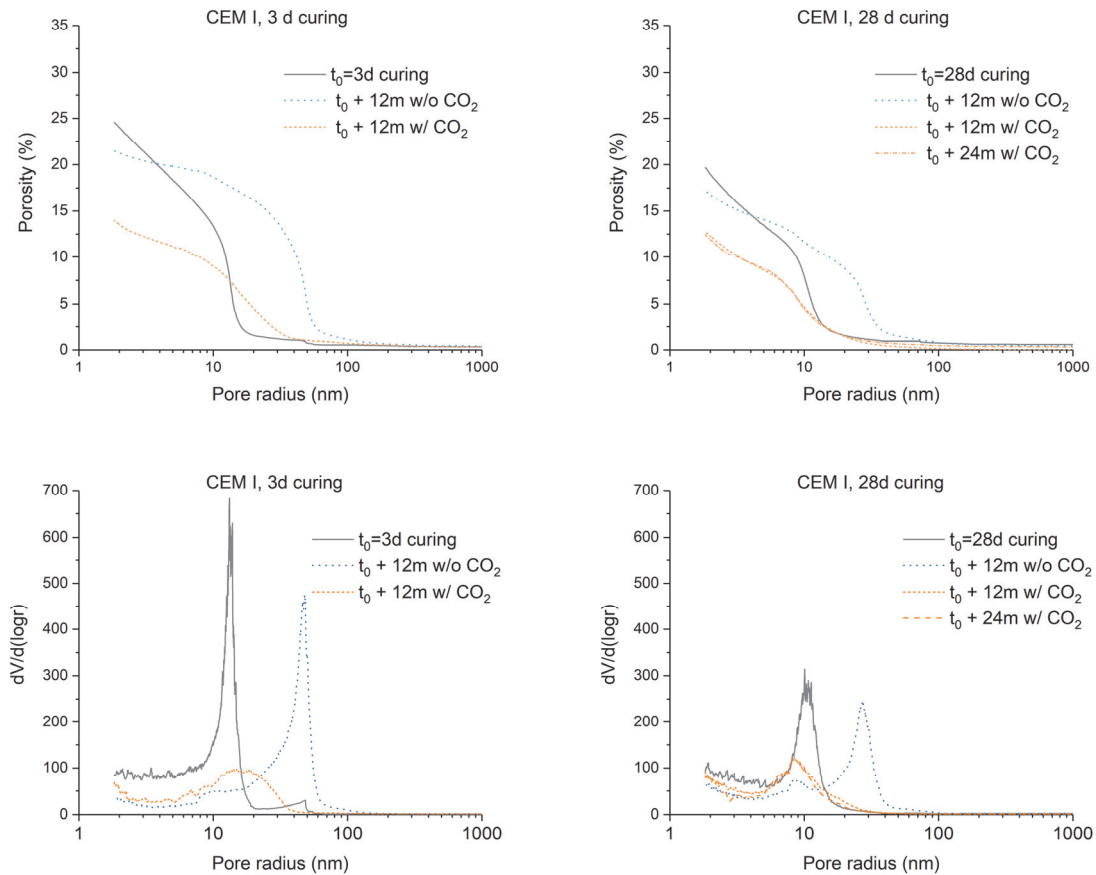 CEM I, 3 d curing
35
30
25
20
15
10
5
0
Porosity (%)
t0=3d curing
t0 + 12m w/o CO2
t0 + 12m w/ CO2
1 10 100 1000
Pore radius (nm)
CEM I, 28 d curing
35
30
25
20
15
10
5
0
Porosity (%)
t0=28d curing
t0 + 12m w/o CO2
t0 + 12m w/ CO2
t0 + 24m w/ CO2
1 10 100 1000
Pore radius (nm)
CEM I, 3d curing
700
600
500
400
300
200
100
0
dV/d(logr)
t0=3d curing
t0 + 12m w/o CO2
t0 + 12m w/ CO2
1 10 100 1000
Pore radius (nm)
CEM I, 28d curing
700
600
500
400
300
200
100
0
dV/d(logr)
t0=28d curing
t0 + 12m w/o CO2
t0 + 12m w/ CO2
t0 + 24m w/ CO2
1 10 100 1000
Pore radius (nm)